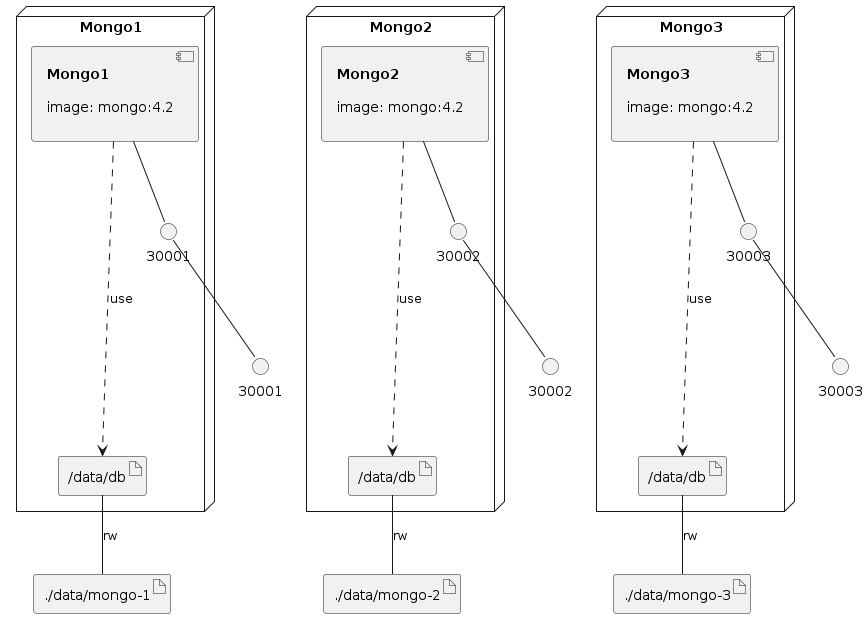 Mongo1
Mongo1
image: mongo:4.2
30001
use
30001
/data/db
rw
./data/mongo-1
Mongo2
Mongo2
image: mongo:4.2
30002
use
30002
/data/db
rw
./data/mongo-2
Mongo3
Mongo3
image: mongo:4.2
30003
use
30003
/data/db
rw
./data/mongo-3